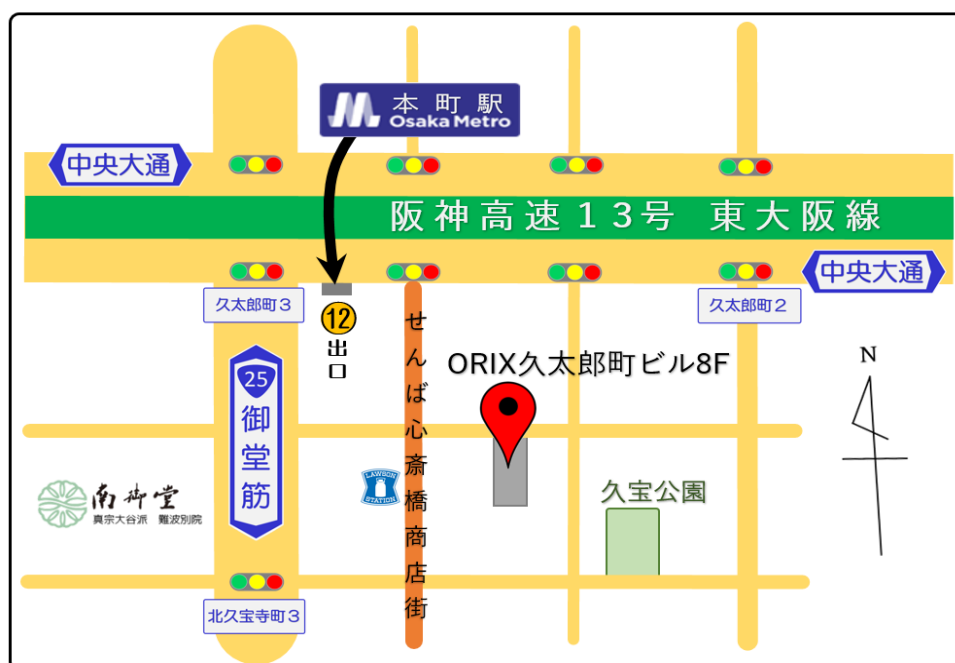 本町駅
Osaka Metro
中央大通
阪神高速13号 東大阪線
中央大通
久太郎町3
久太郎町2
12
出口
せんば心斎橋商店街
ORIX久太郎町ビル8F
N
25
御堂筋
LAWSON
STATION
南御堂
真宗大谷派 難波別院
久宝公園
北久宝寺町3